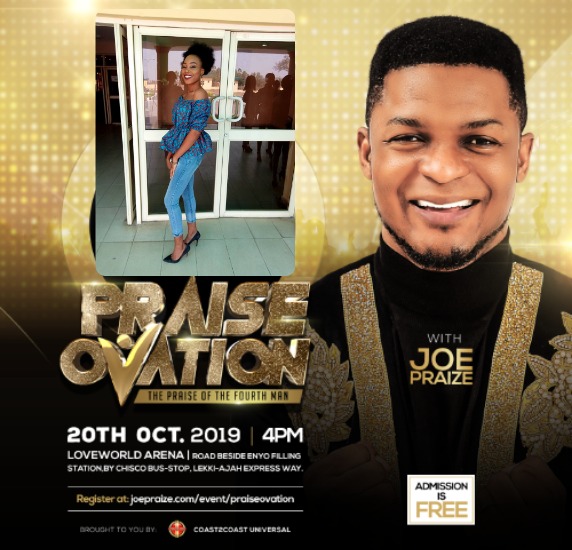 PRAISE
OVATION
THE PRAISE OF THE FOURTH MAN
20TH OCT. 2019 | 4PM
LOVEWORLD ARENA | ROAD BESIDE ENYO FILLING
STATION,BY CHISCO BUS-STOP, LEKKI-AJAH EXPRESS WAY.
Register at: joepraize.com/event/praiseovation
BROUGHT TO YOU BY: COAST2COAST UNIVERSAL
WITH
JOE
PRAIZE
ADMISSION
IS
FREE